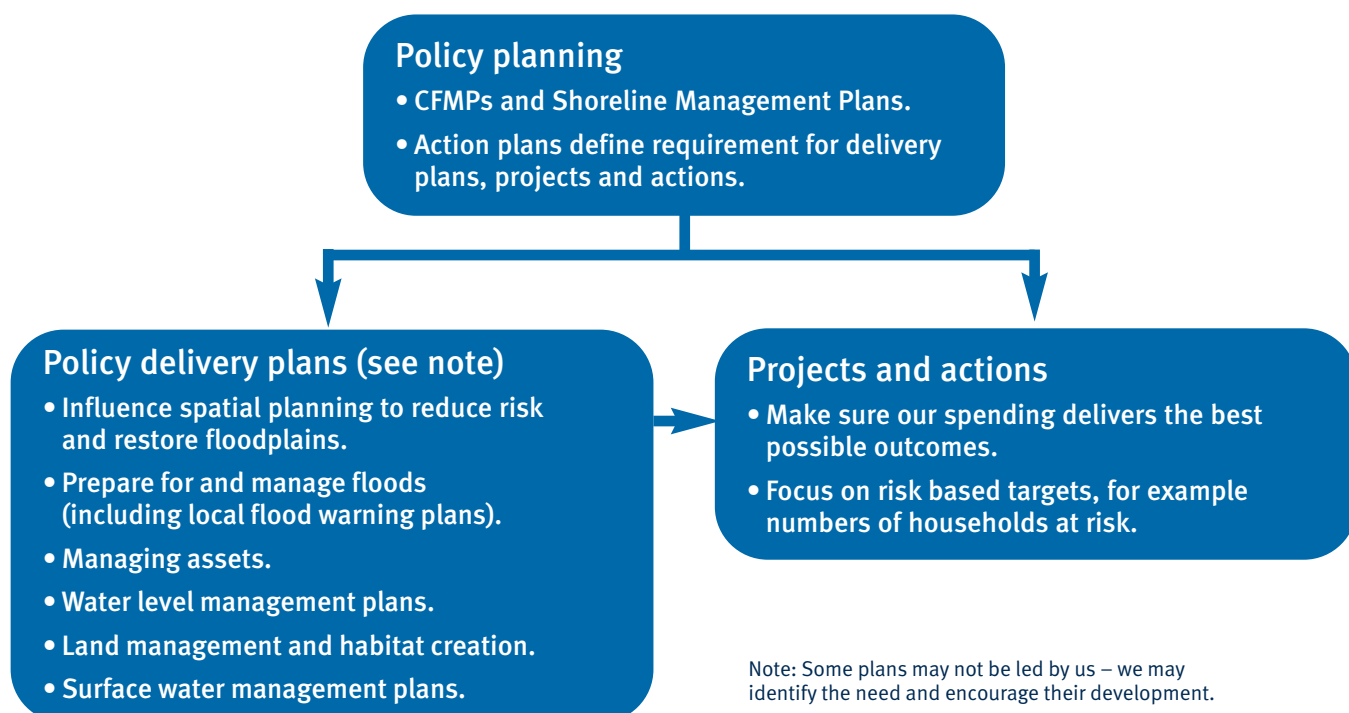 Policy planning
• CFMPs and Shoreline Management Plans.
• Action plans define requirement for delivery
plans, projects and actions.
Policy delivery plans (see note)
• Influence spatial planning to reduce risk
and restore floodplains.
• Prepare for and manage floods
(including local flood warning plans).
• Managing assets.
• Water level management plans.
• Land management and habitat creation.
• Surface water management plans.
Projects and actions
• Make sure our spending delivers the best
possible outcomes.
• Focus on risk based targets, for example
numbers of households at risk.
Note: Some plans may not be led by us – we may
identify the need and encourage their development.